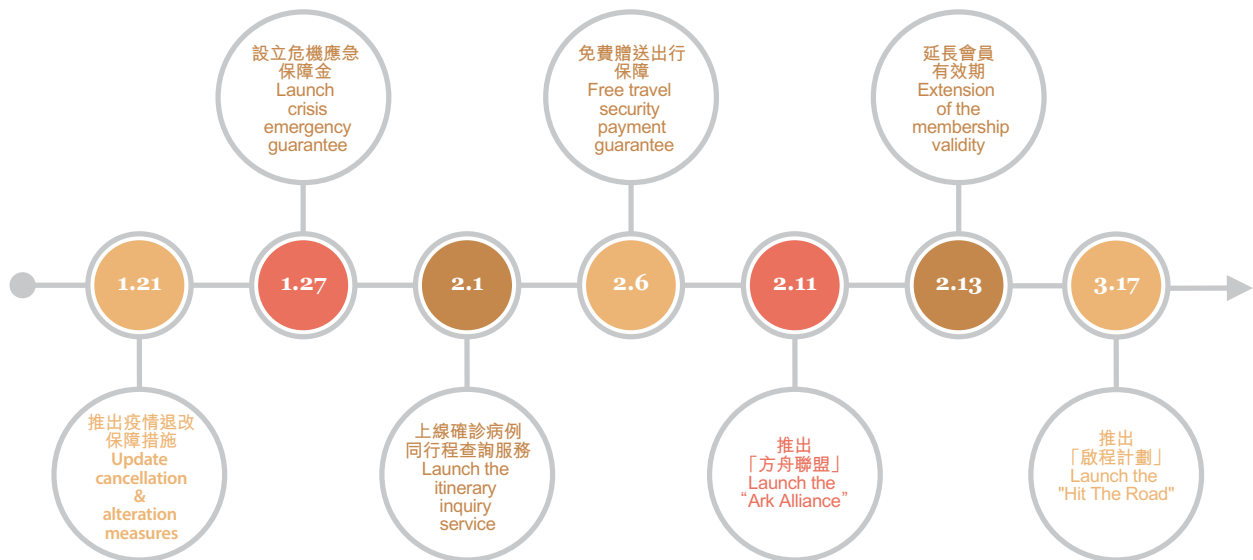 設立危機應急
保障金
Launch
crisis
emergency
guarantee
免費贈送出行
保障
Free travel
security
payment
guarantee
延長會員
有效期
Extension
of the
membership
validity
1.21
1.27
2.1
2.6
2.11
2.13
3.17
推出疫情退改
保障措施
Update
cancellation
&
alteration
measures
上線確診病例
同行程查詢服務
Launch the
itinerary
inquiry
service
推出
「方舟聯盟」
Launch the
“Ark Alliance”
推出
「啟程計劃」
Launch the
"Hit The Road"